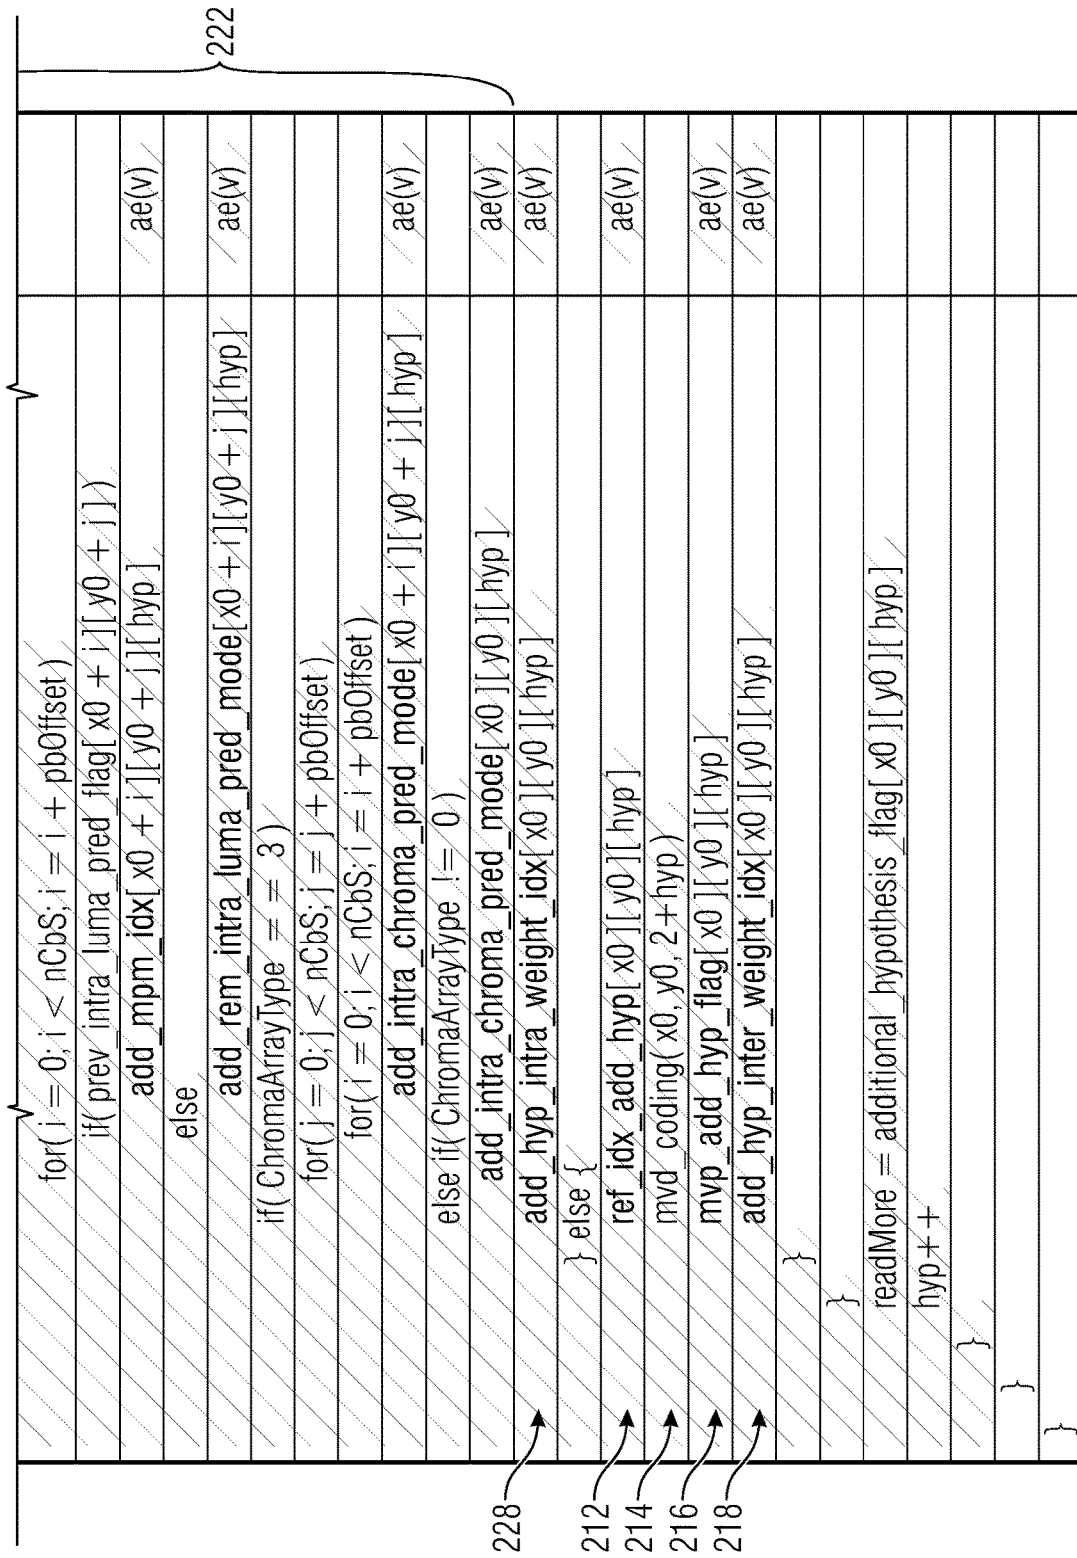 for( i = 0; i < nCbS; i = i + pbOffset )
if( prev_intra_luma_pred_flag[ x0 + i ][ y0 + j ] )
add_mpm_idx[ x0 + i ][ y0 + j ][ hyp ] ae(v)
else
add_rem_intra_luma_pred_mode[ x0 + i ][ y0 + j ][ hyp ] ae(v)
if( ChromaArrayType = = 3 )
for( j = 0; j < nCbS; j = j + pbOffset )
for( i = 0; i < nCbS; i = i + pbOffset )
add_intra_chroma_pred_mode[ x0 + i ][ y0 + j ][ hyp ] ae(v)
else if( ChromaArrayType != 0 )
add_intra_chroma_pred_mode[ x0 ][ y0 ][ hyp ] ae(v)
222
228 add_hyp_intra_weight_idx[ x0 ][ y0 ][ hyp ] ae(v)
} else {
212 ref_idx_add_hyp[ x0 ][ y0 ][ hyp ] ae(v)
214 mvd_coding( x0, y0, 2+hyp )
216 mvp_add_hyp_flag[ x0 ][ y0 ][ hyp ] ae(v)
218 add_hyp_inter_weight_idx[ x0 ][ y0 ][ hyp ] ae(v)
}
}
readMore = additional_hypothesis_flag[ x0 ][ y0 ][ hyp ]
hyp++
}
}
}